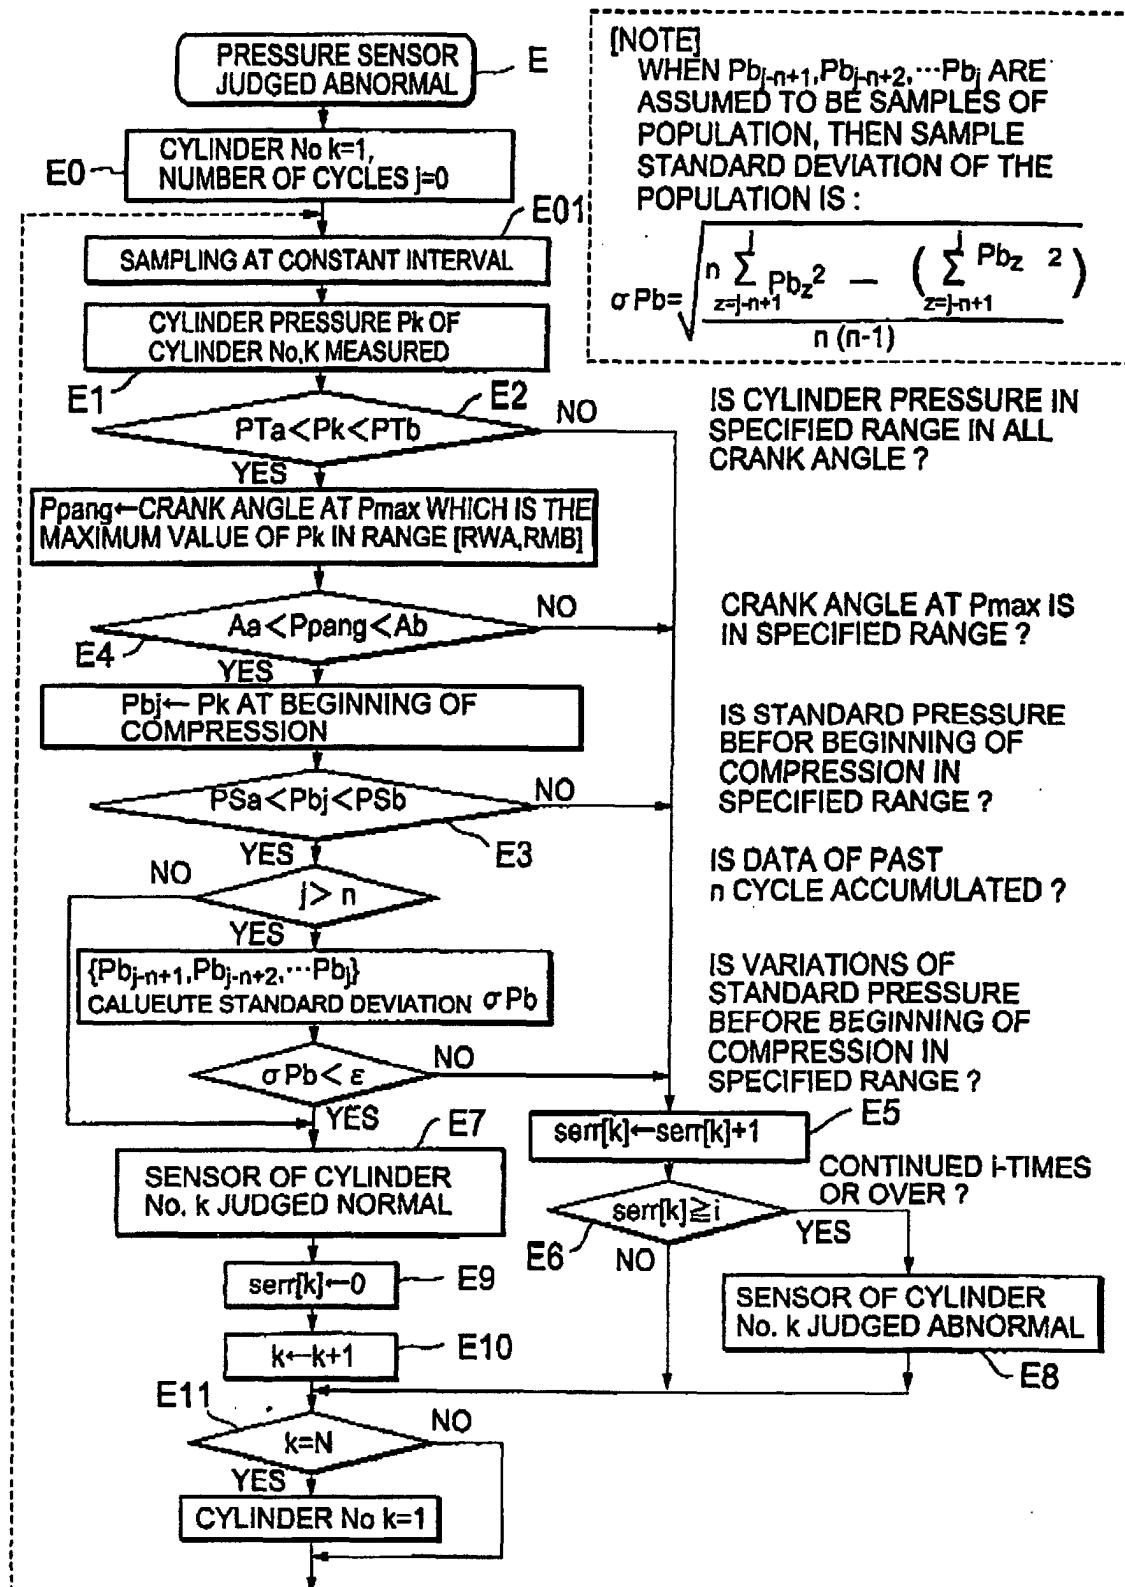 PRESSURE SENSOR
JUDGED ABNORMAL
E
[NOTE]
WHEN Pbj-n+1,Pbj-n+2,···Pbj ARE
ASSUMED TO BE SAMPLES OF
POPULATION, THEN SAMPLE
STANDARD DEVIATION OF THE
POPULATION IS :
σPb=√((n Σ(z=j-n+1 to j) Pbz² − (Σ(z=j-n+1 to j) Pbz ²)) / n(n-1))
E0
CYLINDER No k=1,
NUMBER OF CYCLES j=0
E01
SAMPLING AT CONSTANT INTERVAL
CYLINDER PRESSURE Pk OF
CYLINDER No.K MEASURED
E1
E2
PTa<Pk<PTb
NO
YES
IS CYLINDER PRESSURE IN
SPECIFIED RANGE IN ALL
CRANK ANGLE ?
Ppang←CRANK ANGLE AT Pmax WHICH IS THE
MAXIMUM VALUE OF Pk IN RANGE [RWA,RMB]
Aa<Ppang<Ab
NO
E4
YES
CRANK ANGLE AT Pmax IS
IN SPECIFIED RANGE ?
Pbj← Pk AT BEGINNING OF
COMPRESSION
IS STANDARD PRESSURE
BEFOR BEGINNING OF
COMPRESSION IN
SPECIFIED RANGE ?
PSa<Pbj<PSb
NO
E3
YES
NO
j> n
YES
IS DATA OF PAST
n CYCLE ACCUMULATED ?
{Pbj-n+1,Pbj-n+2,···Pbj}
CALUEUTE STANDARD DEVIATION σPb
IS VARIATIONS OF
STANDARD PRESSURE
BEFORE BEGINNING OF
COMPRESSION IN
SPECIFIED RANGE ?
σPb< ε
NO
YES
E7
E5
serr[k]←serr[k]+1
SENSOR OF CYLINDER
No. k JUDGED NORMAL
CONTINUED i-TIMES
OR OVER ?
serr[k]≧i
YES
E6
NO
serr[k]←0
E9
SENSOR OF CYLINDER
No. k JUDGED ABNORMAL
E8
k←k+1
E10
E11
k=N
NO
YES
CYLINDER No k=1